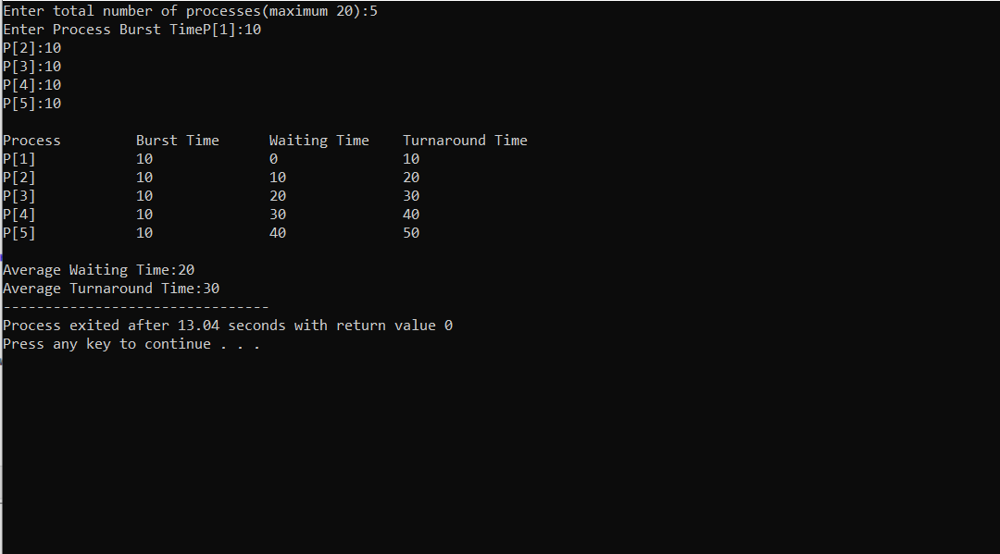 Enter total number of processes(maximum 20):5
Enter Process Burst TimeP[1]:10
P[2]:10
P[3]:10
P[4]:10
P[5]:10
Process Burst Time Waiting Time Turnaround Time
P[1] 10 0 10
P[2] 10 10 20
P[3] 10 20 30
P[4] 10 30 40
P[5] 10 40 50
Average Waiting Time:20
Average Turnaround Time:30
--------------------------------
Process exited after 13.04 seconds with return value 0
Press any key to continue . . .